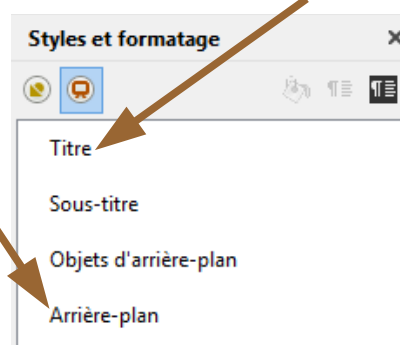 Styles et formatage
Titre
Sous-titre
Objets d'arrière-plan
Arrière-plan